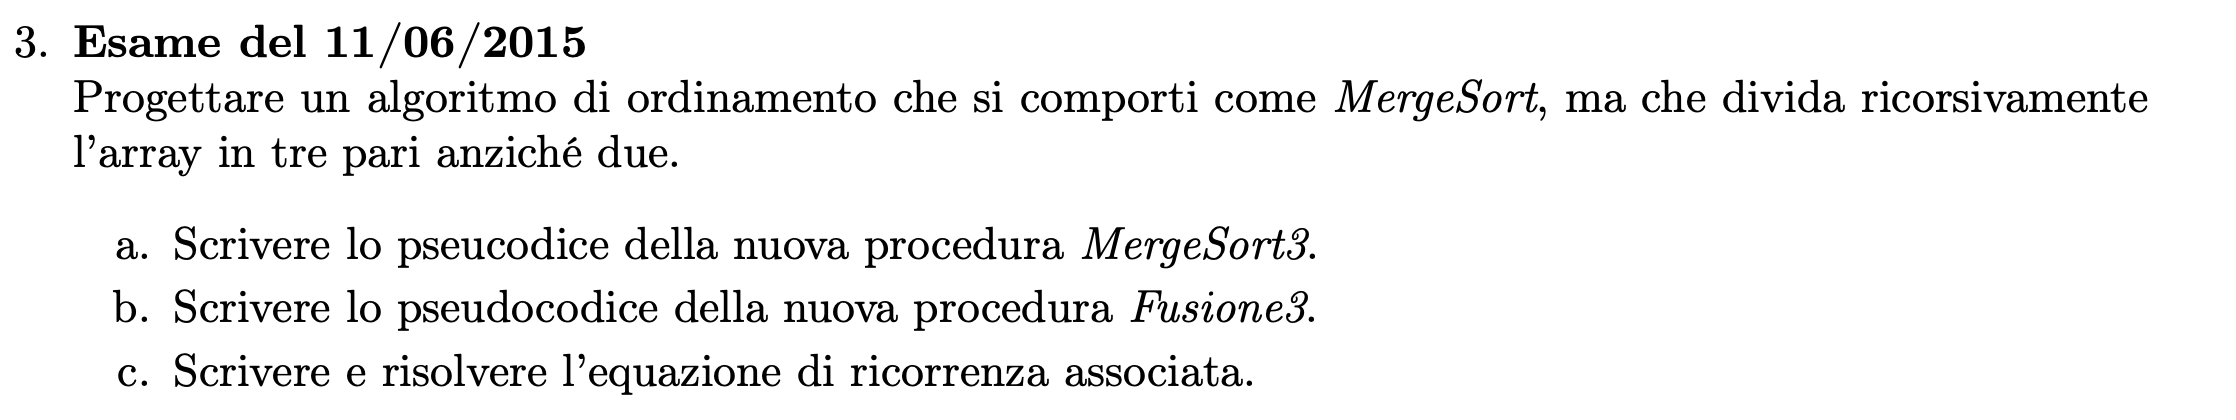 3. Esame del 11/06/2015
Progettare un algoritmo di ordinamento che si comporti come MergeSort, ma che divida ricorsivamente
l'array in tre pari anziché due.
a. Scrivere lo pseucodice della nuova procedura MergeSort3.
b. Scrivere lo pseudocodice della nuova procedura Fusione3.
c. Scrivere e risolvere l'equazione di ricorrenza associata.